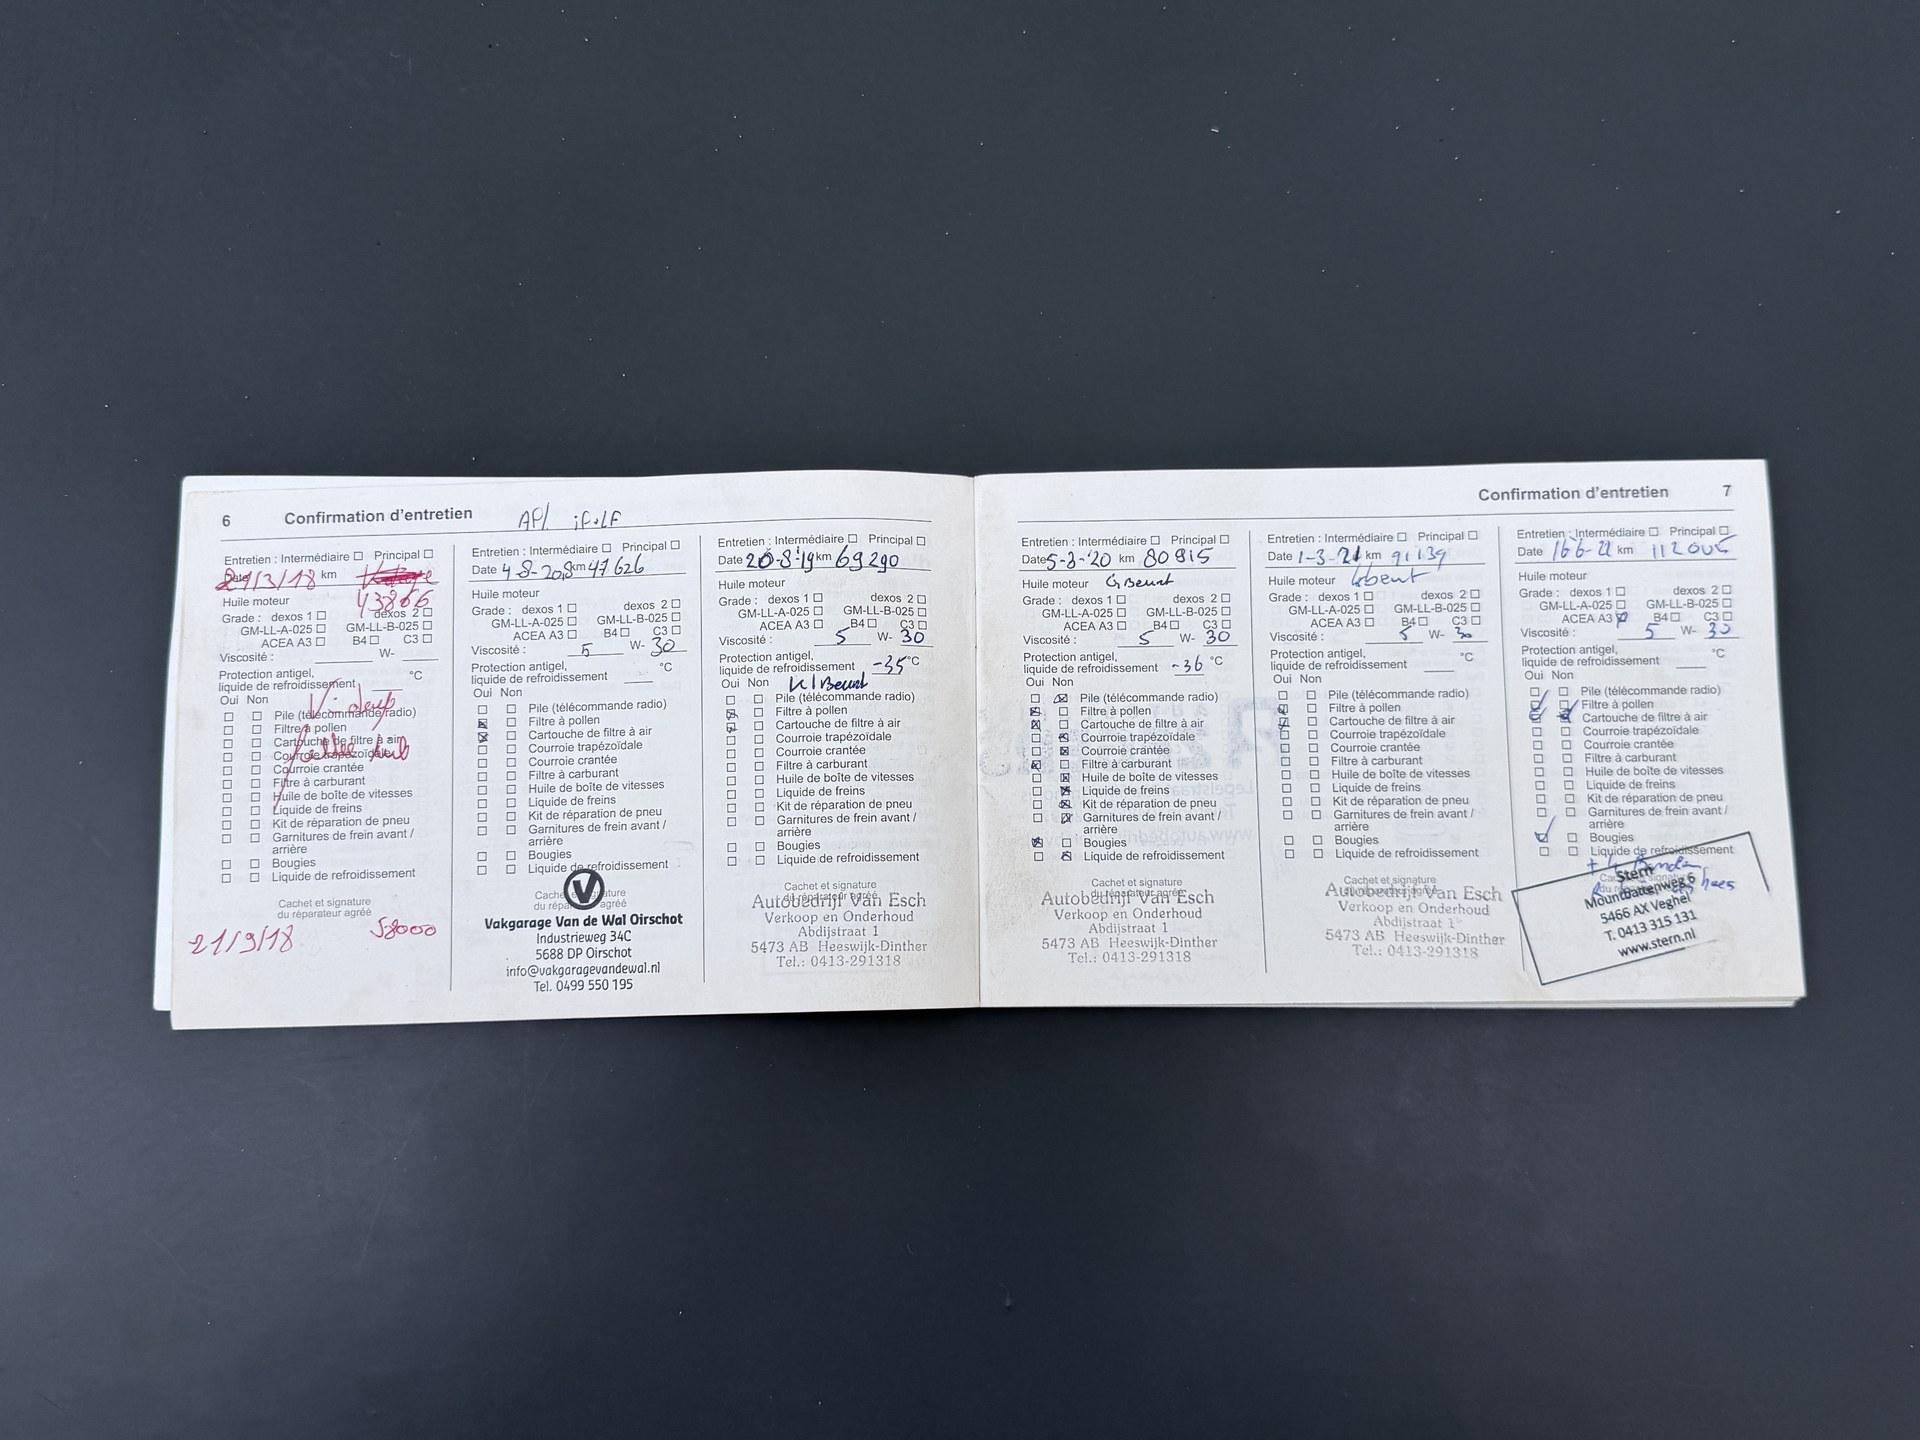 6 Confirmation d'entretien
Entretien : Intermédiaire ☐ Principal ☐
Date 21/3/18 km
43866
Huile moteur
Grade : dexos 1 ☐ dexos 2 ☐
GM-LL-A-025 ☐ GM-LL-B-025 ☐
ACEA A3 ☐ B4 ☐ C3 ☐
Viscosité : W-
Protection antigel,
liquide de refroidissement °C
Oui Non
☐ ☐ Pile (télécommande radio)
☐ ☐ Filtre à pollen
☐ ☐ Cartouche de filtre à air
☐ ☐ Courroie trapézoïdale
☐ ☐ Courroie crantée
☐ ☐ Filtre à carburant
☐ ☐ Huile de boîte de vitesses
☐ ☐ Liquide de freins
☐ ☐ Kit de réparation de pneu
☐ ☐ Garnitures de frein avant /
arrière
☐ ☐ Bougies
☐ ☐ Liquide de refroidissement
Cachet et signature
du réparateur agréé
21/9/18 58000
Entretien : Intermédiaire ☐ Principal ☐
Date 4-8-20,8 km 47626
Huile moteur
Grade : dexos 1 ☐ dexos 2 ☐
GM-LL-A-025 ☐ GM-LL-B-025 ☐
ACEA A3 ☐ B4 ☐ C3 ☐
Viscosité : 5 W- 30
Protection antigel,
liquide de refroidissement °C
Oui Non
☐ ☐ Pile (télécommande radio)
☒ ☐ Filtre à pollen
☒ ☐ Cartouche de filtre à air
☐ ☐ Courroie trapézoïdale
☐ ☐ Courroie crantée
☐ ☐ Filtre à carburant
☐ ☐ Huile de boîte de vitesses
☐ ☐ Liquide de freins
☐ ☐ Kit de réparation de pneu
☐ ☐ Garnitures de frein avant /
arrière
☐ ☐ Bougies
☐ ☐ Liquide de refroidissement
Cachet et signature
du réparateur agréé
Vakgarage Van de Wal Oirschot
Industrieweg 34C
5688 DP Oirschot
info@vakgaragevandewal.nl
Tel. 0499 550 195
Entretien : Intermédiaire ☐ Principal ☐
Date 20-8-'19 km 69290
Huile moteur
Grade : dexos 1 ☐ dexos 2 ☐
GM-LL-A-025 ☐ GM-LL-B-025 ☐
ACEA A3 ☐ B4 ☐ C3 ☐
Viscosité : 5 W- 30
Protection antigel,
liquide de refroidissement -35 °C
Oui Non Kl Beurt
☐ ☐ Pile (télécommande radio)
☒ ☐ Filtre à pollen
☒ ☐ Cartouche de filtre à air
☐ ☐ Courroie trapézoïdale
☐ ☐ Courroie crantée
☐ ☐ Filtre à carburant
☐ ☐ Huile de boîte de vitesses
☐ ☐ Liquide de freins
☐ ☐ Kit de réparation de pneu
☐ ☐ Garnitures de frein avant /
arrière
☐ ☐ Bougies
☐ ☐ Liquide de refroidissement
Cachet et signature
Autobedrijf Van Esch
Verkoop en Onderhoud
Abdijstraat 1
5473 AB Heeswijk-Dinther
Tel.: 0413-291318
Confirmation d'entretien 7
Entretien : Intermédiaire ☐ Principal ☐
Date 5-3-'20 km 80915
Huile moteur G Beurt
Grade : dexos 1 ☐ dexos 2 ☐
GM-LL-A-025 ☐ GM-LL-B-025 ☐
ACEA A3 ☐ B4 ☐ C3 ☐
Viscosité : 5 W- 30
Protection antigel,
liquide de refroidissement -36 °C
Oui Non
☐ ☒ Pile (télécommande radio)
☒ ☐ Filtre à pollen
☒ ☐ Cartouche de filtre à air
☐ ☒ Courroie trapézoïdale
☐ ☒ Courroie crantée
☒ ☐ Filtre à carburant
☐ ☒ Huile de boîte de vitesses
☐ ☒ Liquide de freins
☐ ☒ Kit de réparation de pneu
☐ ☒ Garnitures de frein avant /
arrière
☒ ☐ Bougies
☐ ☒ Liquide de refroidissement
Cachet et signature
Autobedrijf Van Esch
Verkoop en Onderhoud
Abdijstraat 1
5473 AB Heeswijk-Dinther
Tel.: 0413-291318
Entretien : Intermédiaire ☐ Principal ☐
Date 1-3-21 km 91139
Huile moteur
Grade : dexos 1 ☐ dexos 2 ☐
GM-LL-A-025 ☐ GM-LL-B-025 ☐
ACEA A3 ☐ B4 ☐ C3 ☐
Viscosité : 5 W- 30
Protection antigel,
liquide de refroidissement °C
Oui Non
☐ ☐ Pile (télécommande radio)
☒ ☐ Filtre à pollen
☒ ☐ Cartouche de filtre à air
☐ ☐ Courroie trapézoïdale
☐ ☐ Courroie crantée
☐ ☐ Filtre à carburant
☐ ☐ Huile de boîte de vitesses
☐ ☐ Liquide de freins
☐ ☐ Kit de réparation de pneu
☐ ☐ Garnitures de frein avant /
arrière
☐ ☐ Bougies
☐ ☐ Liquide de refroidissement
Cachet et signature
Autobedrijf Van Esch
Verkoop en Onderhoud
Abdijstraat 1
5473 AB Heeswijk-Dinther
Tel.: 0413-291318
Entretien : Intermédiaire ☐ Principal ☐
Date 16-6-22 km
Huile moteur
Grade : dexos 1 ☐ dexos 2 ☐
GM-LL-A-025 ☐ GM-LL-B-025 ☐
ACEA A3 ☒ B4 ☐ C3 ☐
Viscosité : 5 W- 30
Protection antigel,
liquide de refroidissement °C
Oui Non
☐ ☐ Pile (télécommande radio)
☑ ☐ Filtre à pollen
☑ Cartouche de filtre à air
☐ ☐ Courroie trapézoïdale
☐ ☐ Courroie crantée
☐ ☐ Filtre à carburant
☐ ☐ Huile de boîte de vitesses
☐ ☐ Liquide de freins
☐ ☐ Kit de réparation de pneu
☐ ☐ Garnitures de frein avant /
arrière
☑ ☐ Bougies
☐ ☐ Liquide de refroidissement
Stern
Mountbattenweg 6
5466 AX Veghel
T. 0413 315 131
www.stern.nl